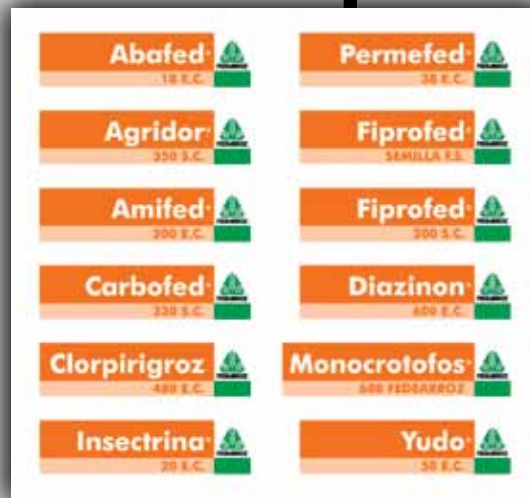 Abafed
18 E.C.
Agridor
350 S.C.
Amifed
200 E.C.
Carbofed
330 S.C.
Clorpirigroz
480 E.C.
Insectrina
20 E.C.
Permefed
38 E.C.
Fiprofed
SEMILLA F.S.
Fiprofed
200 S.C.
Diazinon
600 E.C.
Monocrotofos
600 FEDEARROZ
Yudo
50 E.C.